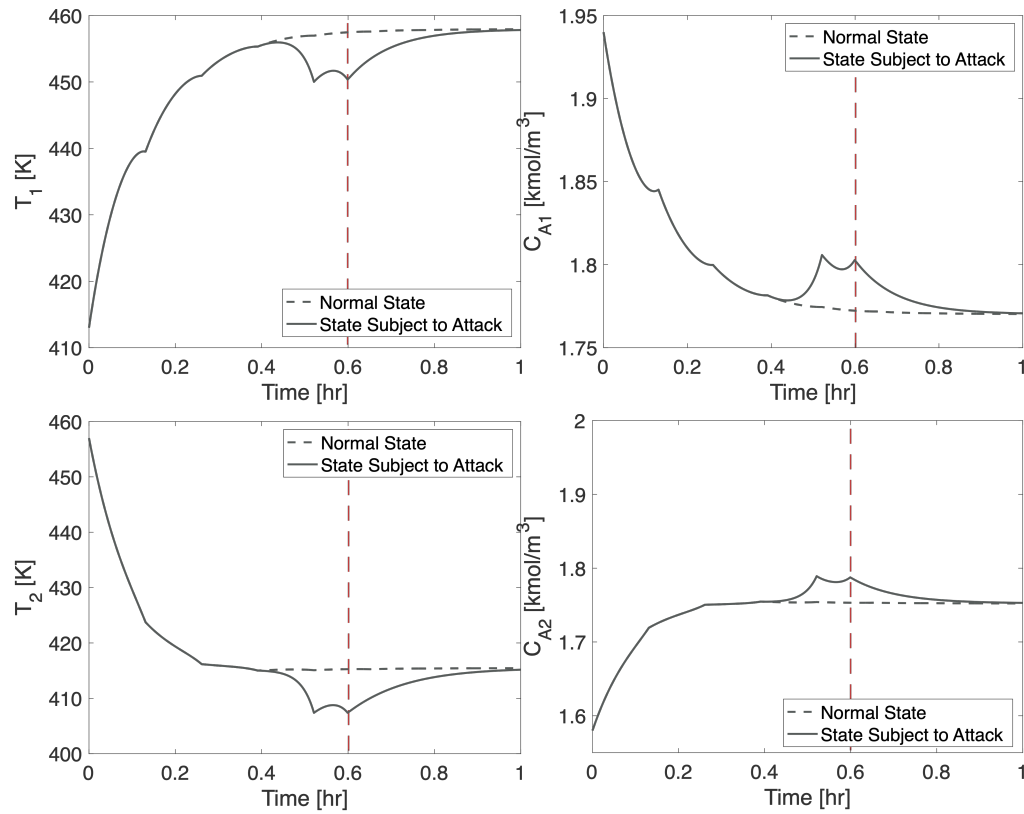 460
450
440
430
420
410
T1 [K]
0 0.2 0.4 0.6 0.8 1
Time [hr]
Normal State
State Subject to Attack
1.95
1.9
1.85
1.8
1.75
CA1 [kmol/m3]
0 0.2 0.4 0.6 0.8 1
Time [hr]
Normal State
State Subject to Attack
460
450
440
430
420
410
400
T2 [K]
0 0.2 0.4 0.6 0.8 1
Time [hr]
Normal State
State Subject to Attack
2
1.9
1.8
1.7
1.6
CA2 [kmol/m3]
0 0.2 0.4 0.6 0.8 1
Time [hr]
Normal State
State Subject to Attack